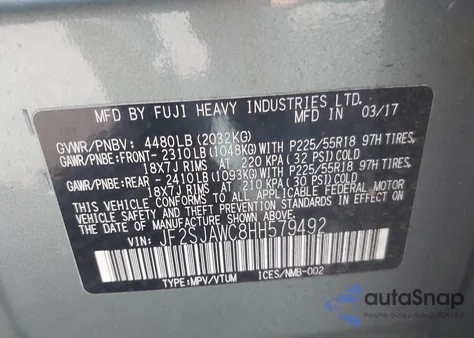 MFD BY FUJI HEAVY INDUSTRIES LTD.
GVWR/PNBV: 4480LB (2032KG) IN 03/17
GAWR/PNBE:FRONT- 2310LB (1048KG) WITH P225/55R18 97H TIRES,
18X7J RIMS AT 220 KPA (32 PSI) COLD
GAWR/PNBE:REAR - 2410LB (1093KG) WITH P225/55R18 97H TIRES,
18X7J RIMS AT 210 KPA (30 PSI) COLD
THIS VEHICLE CONFORMS TO ALL APPLICABLE FEDERAL MOTOR
VEHICLE SAFETY AND THEFT PREVENTION STANDARDS IN EFFECT ON
THE DATE OF MANUFACTURE SHOWN ABOVE.
VIN: JF2SJAWC8HH579492
TYPE:MPV/VTUM ICES/NMB-002
autoSnap
POWERED BY